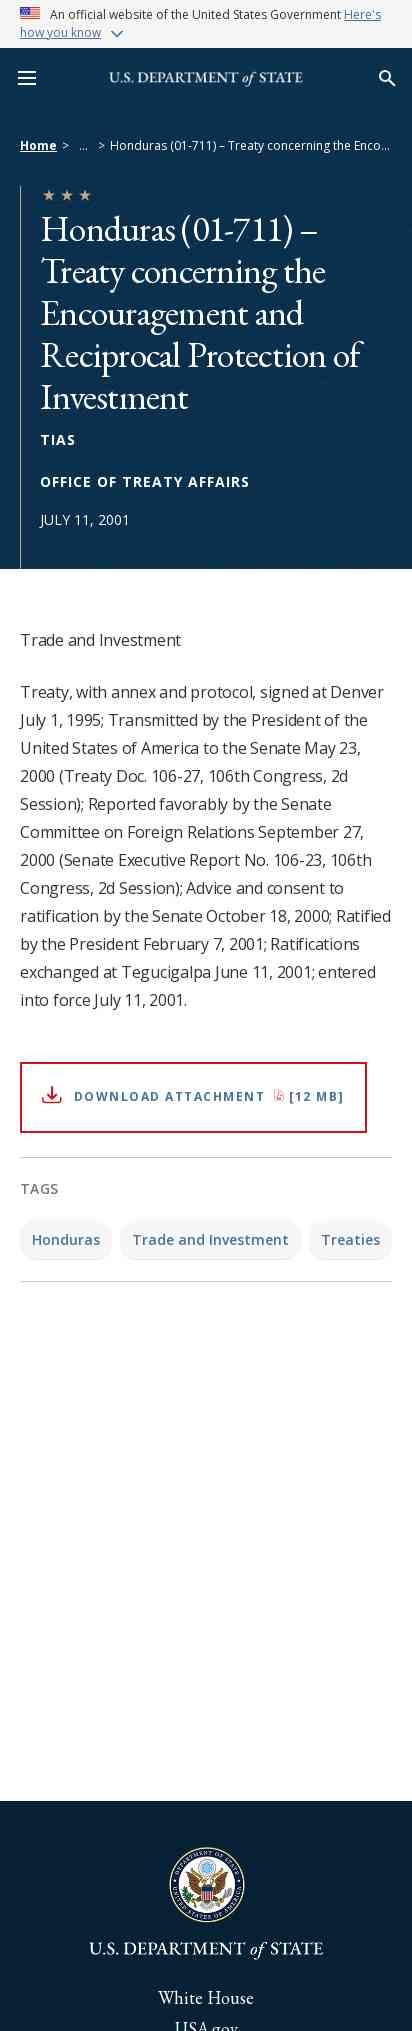 An official website of the United States Government Here's
how you know
U.S. DEPARTMENT of STATE
Home > ... > Honduras (01-711) – Treaty concerning the Enco...
Honduras (01-711) –
Treaty concerning the
Encouragement and
Reciprocal Protection of
Investment
TIAS
OFFICE OF TREATY AFFAIRS
JULY 11, 2001
Trade and Investment
Treaty, with annex and protocol, signed at Denver
July 1, 1995; Transmitted by the President of the
United States of America to the Senate May 23,
2000 (Treaty Doc. 106-27, 106th Congress, 2d
Session); Reported favorably by the Senate
Committee on Foreign Relations September 27,
2000 (Senate Executive Report No. 106-23, 106th
Congress, 2d Session); Advice and consent to
ratification by the Senate October 18, 2000; Ratified
by the President February 7, 2001; Ratifications
exchanged at Tegucigalpa June 11, 2001; entered
into force July 11, 2001.
DOWNLOAD ATTACHMENT [12 MB]
TAGS
Honduras Trade and Investment Treaties
DEPARTMENT OF STATE
UNITED STATES OF AMERICA
U.S. DEPARTMENT of STATE
White House
USA.gov